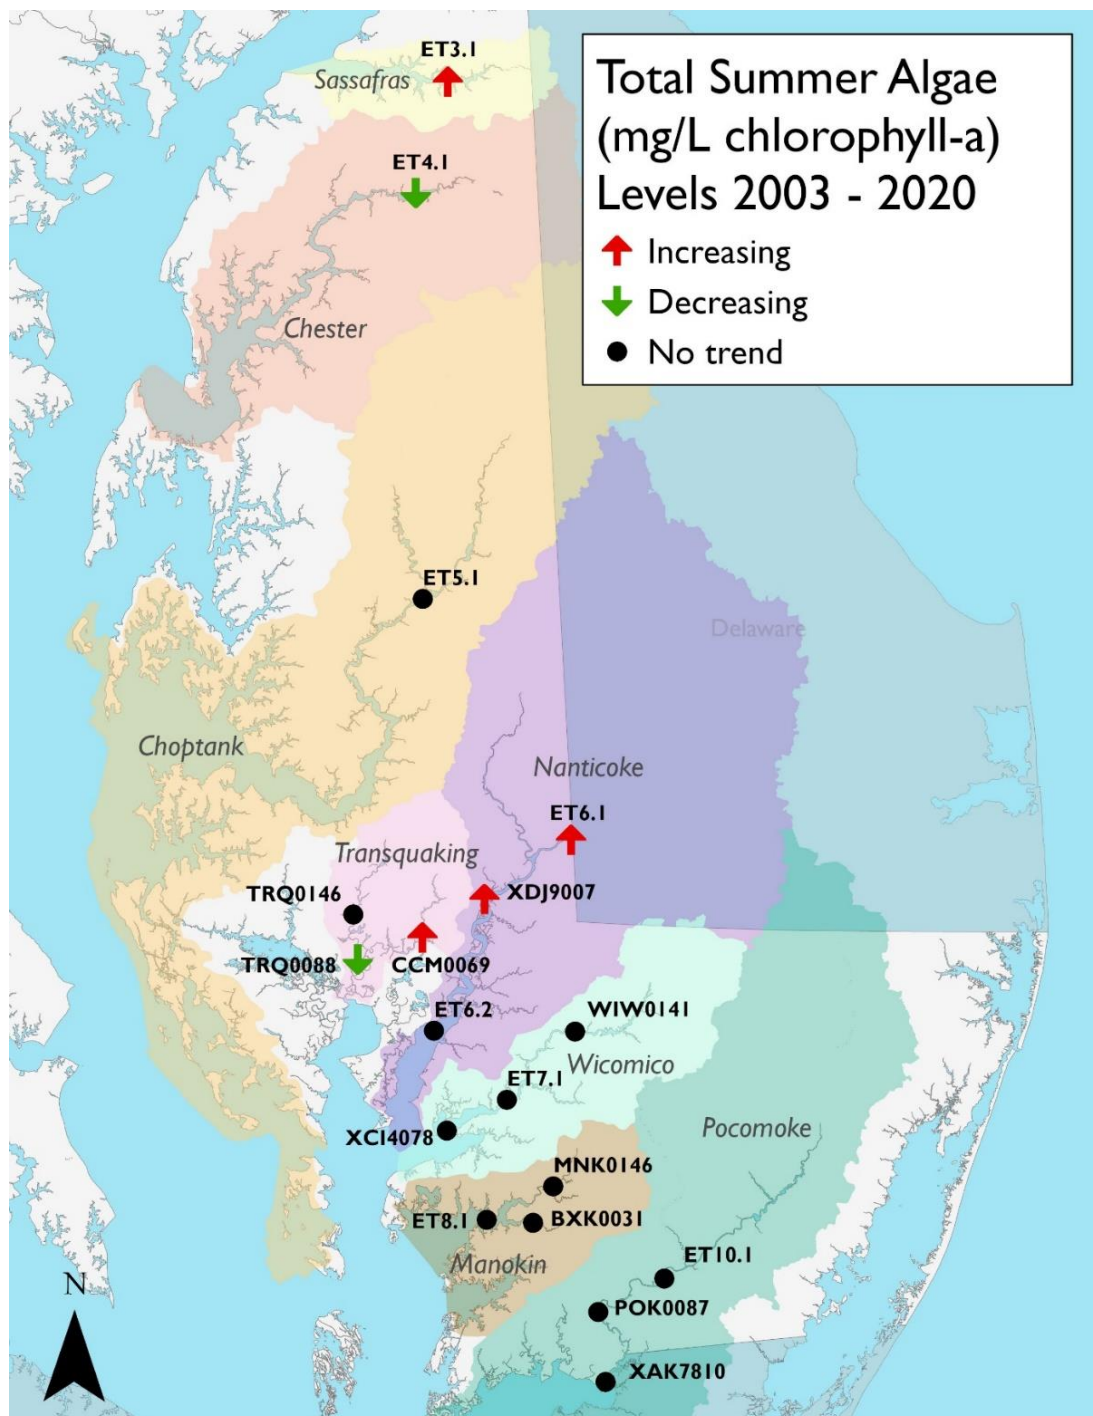 Total Summer Algae
(mg/L chlorophyll-a)
Levels 2003 - 2020
Increasing
Decreasing
No trend
ET3.1
Sassafras
ET4.1
Chester
ET5.1
Delaware
Choptank
Nanticoke
ET6.1
Transquaking
TRQ0146
XDJ9007
TRQ0088
CCM0069
ET6.2
WIW0141
Wicomico
ET7.1
XCI4078
Pocomoke
MNK0146
ET8.1
BXK0031
Manokin
ET10.1
N
POK0087
XAK7810